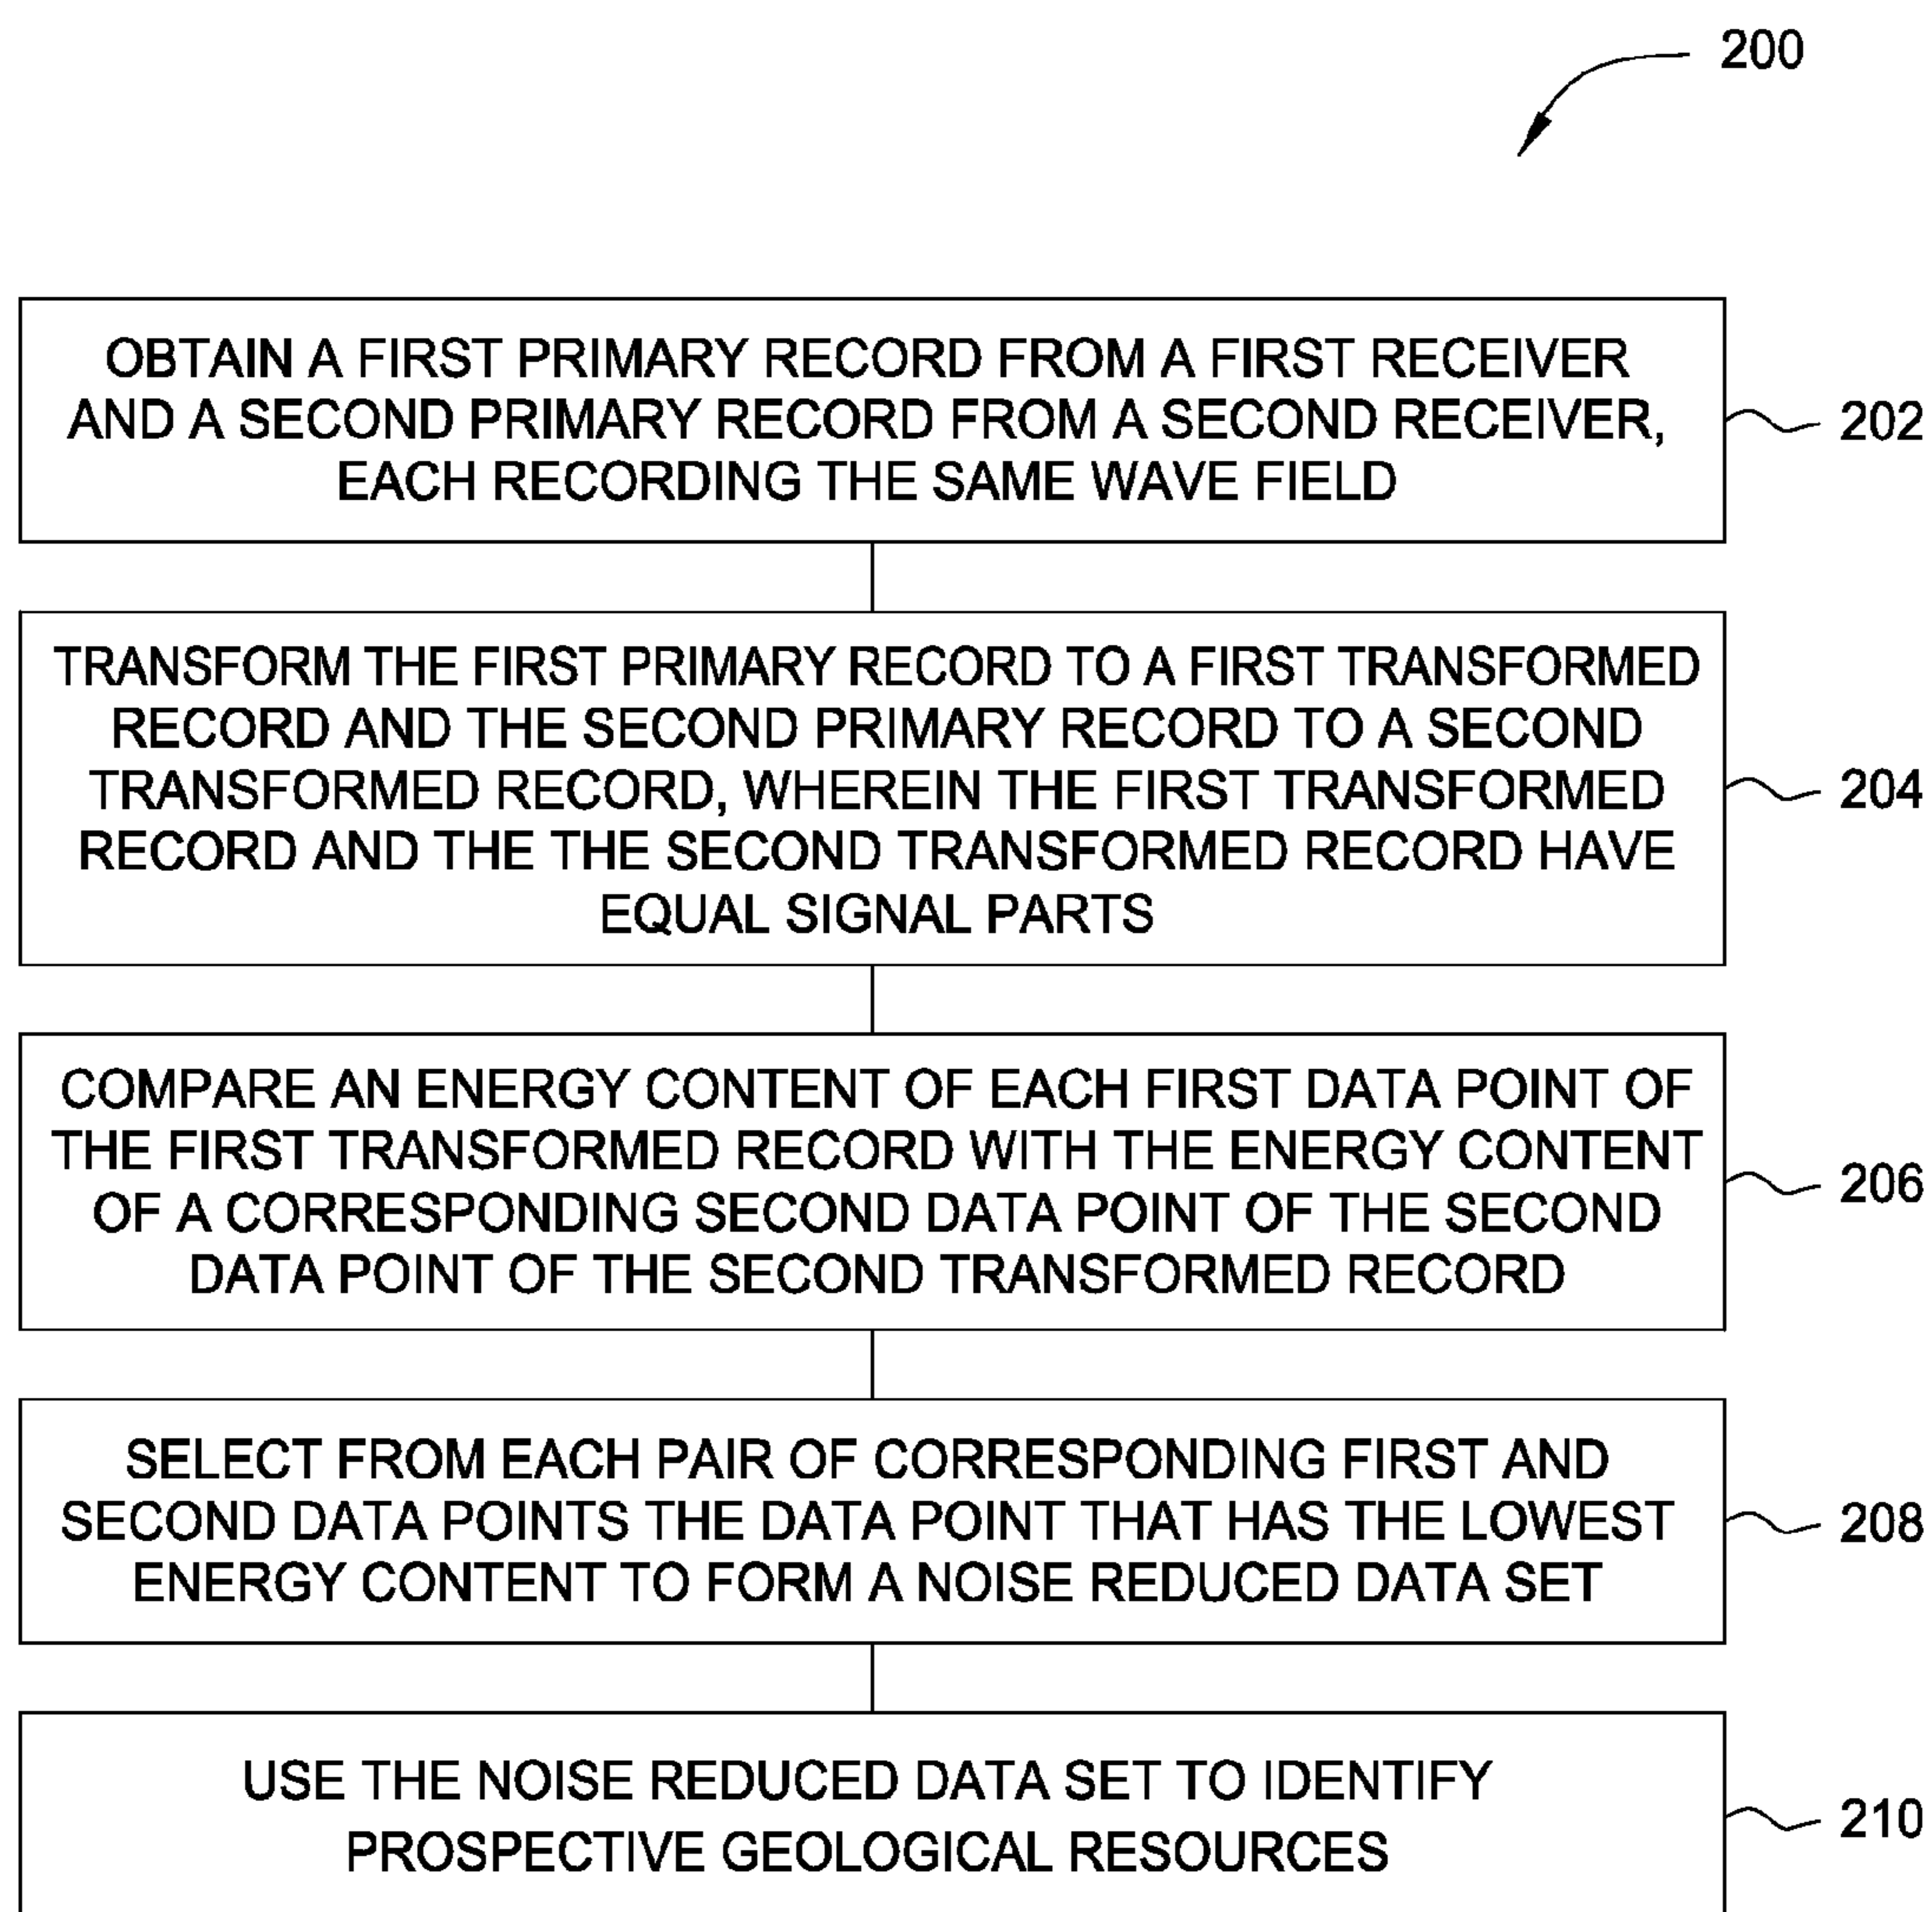 200
OBTAIN A FIRST PRIMARY RECORD FROM A FIRST RECEIVER
AND A SECOND PRIMARY RECORD FROM A SECOND RECEIVER,
EACH RECORDING THE SAME WAVE FIELD
202
TRANSFORM THE FIRST PRIMARY RECORD TO A FIRST TRANSFORMED
RECORD AND THE SECOND PRIMARY RECORD TO A SECOND
TRANSFORMED RECORD, WHEREIN THE FIRST TRANSFORMED
RECORD AND THE THE SECOND TRANSFORMED RECORD HAVE
EQUAL SIGNAL PARTS
204
COMPARE AN ENERGY CONTENT OF EACH FIRST DATA POINT OF
THE FIRST TRANSFORMED RECORD WITH THE ENERGY CONTENT
OF A CORRESPONDING SECOND DATA POINT OF THE SECOND
DATA POINT OF THE SECOND TRANSFORMED RECORD
206
SELECT FROM EACH PAIR OF CORRESPONDING FIRST AND
SECOND DATA POINTS THE DATA POINT THAT HAS THE LOWEST
ENERGY CONTENT TO FORM A NOISE REDUCED DATA SET
208
USE THE NOISE REDUCED DATA SET TO IDENTIFY
PROSPECTIVE GEOLOGICAL RESOURCES
210